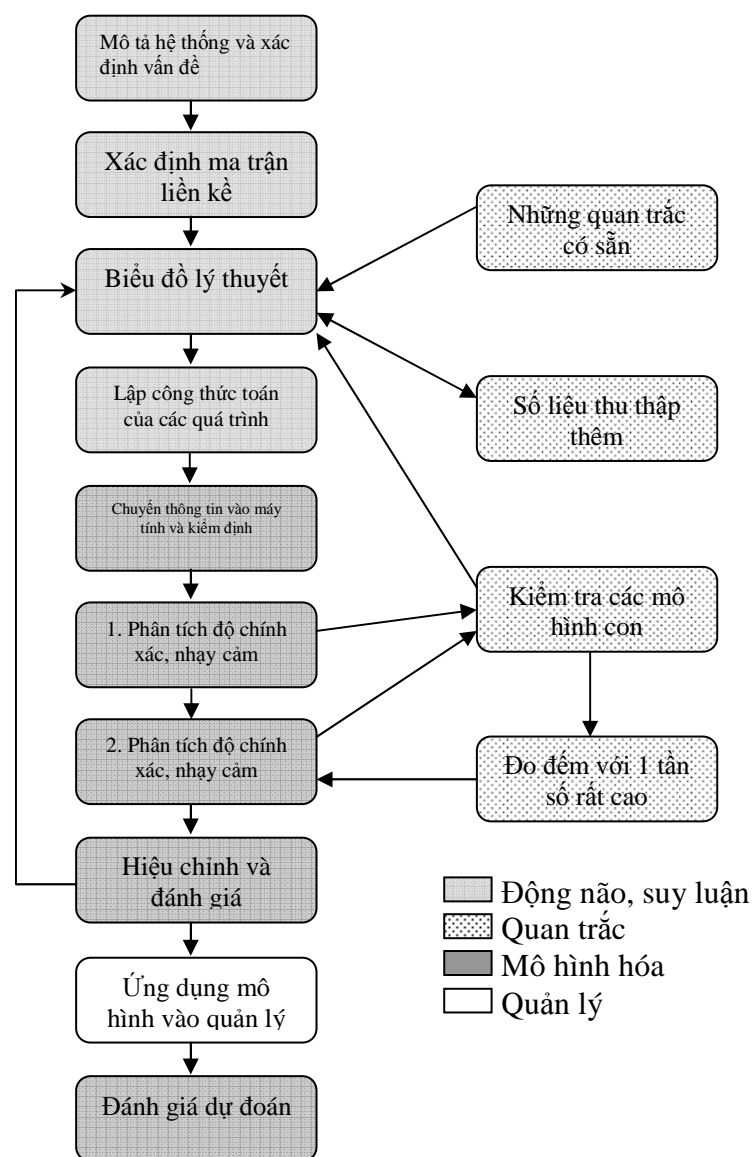 Mô tả hệ thống và xác
định vấn đề
Xác định ma trận
liền kề
Những quan trắc
có sẵn
Biểu đồ lý thuyết
Lập công thức toán
của các quá trình
Số liệu thu thập
thêm
Chuyển thông tin vào máy
tính và kiểm định
Kiểm tra các mô
hình con
1. Phân tích độ chính
xác, nhạy cảm
2. Phân tích độ chính
xác, nhạy cảm
Đo đếm với 1 tần
số rất cao
Hiệu chỉnh và
đánh giá
Động não, suy luận
Quan trắc
Mô hình hóa
Quản lý
Ứng dụng mô
hình vào quản lý
Đánh giá dự đoán